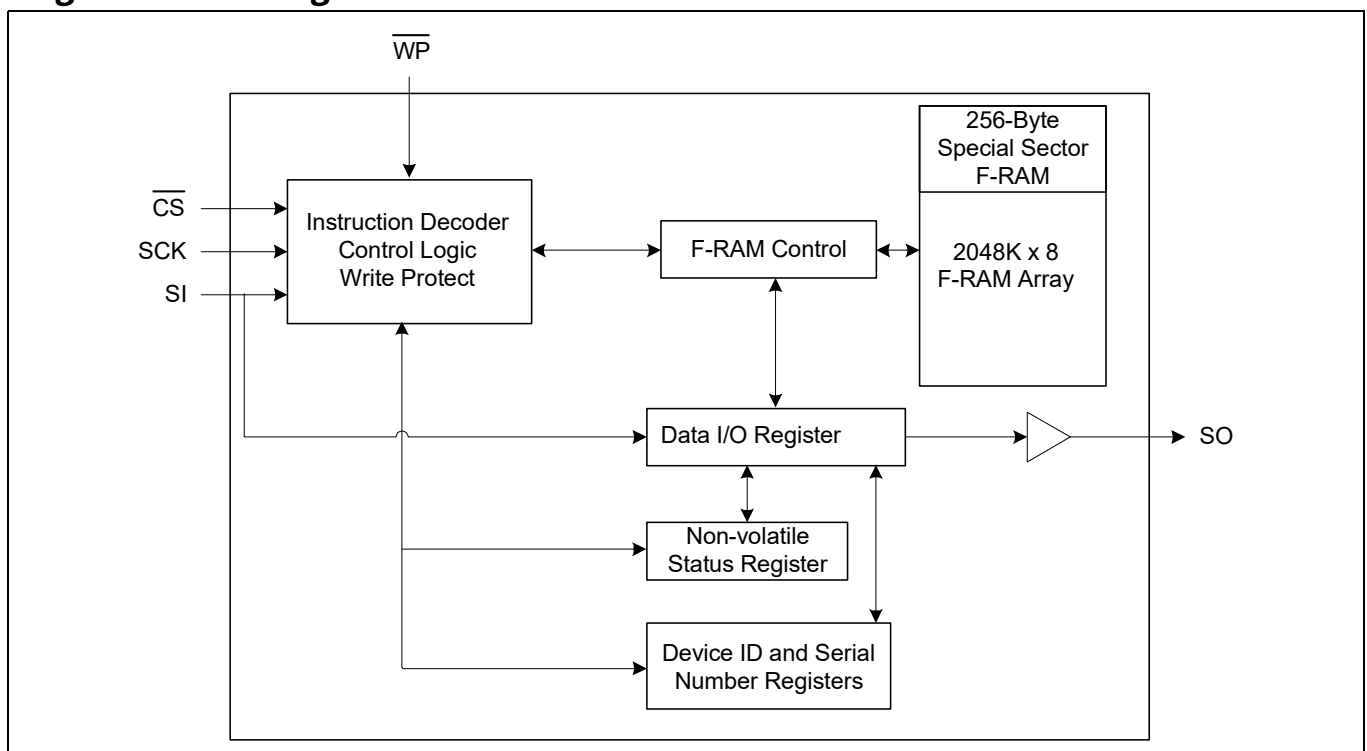 WP
256-Byte
Special Sector
F-RAM
CS
SCK
SI
Instruction Decoder
Control Logic
Write Protect
F-RAM Control
2048K x 8
F-RAM Array
Data I/O Register
SO
Non-volatile
Status Register
Device ID and Serial
Number Registers